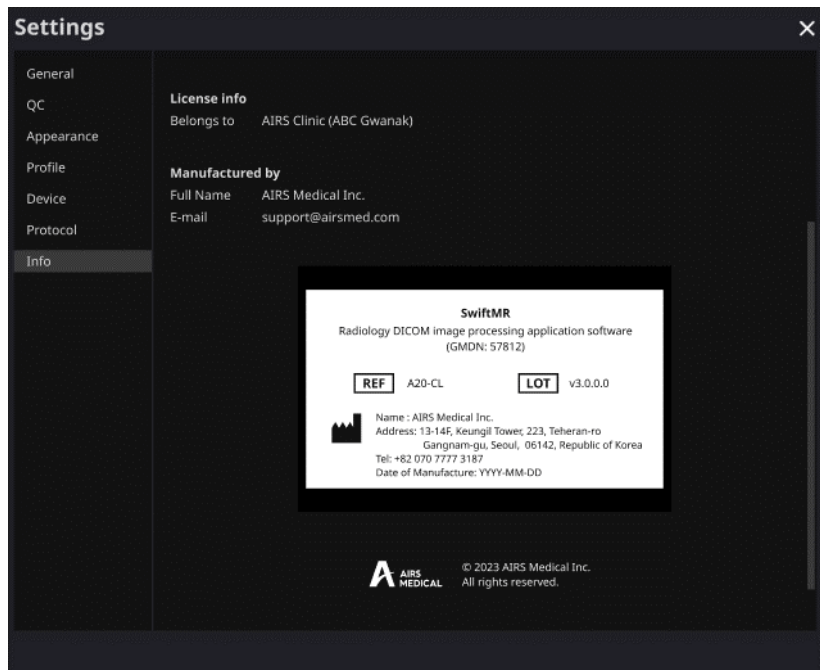 Settings
General
QC
Appearance
Profile
Device
Protocol
Info
License info
Belongs to AIRS Clinic (ABC Gwanak)
Manufactured by
Full Name AIRS Medical Inc.
E-mail support@airsmed.com
SwiftMR
Radiology DICOM image processing application software
(GMDN: 57812)
REF A20-CL LOT v3.0.0.0
Name : AIRS Medical Inc.
Address: 13-14F, Keungil Tower, 223, Teheran-ro
Gangnam-gu, Seoul, 06142, Republic of Korea
Tel: +82 070 7777 3187
Date of Manufacture: YYYY-MM-DD
AIRS
MEDICAL
© 2023 AIRS Medical Inc.
All rights reserved.